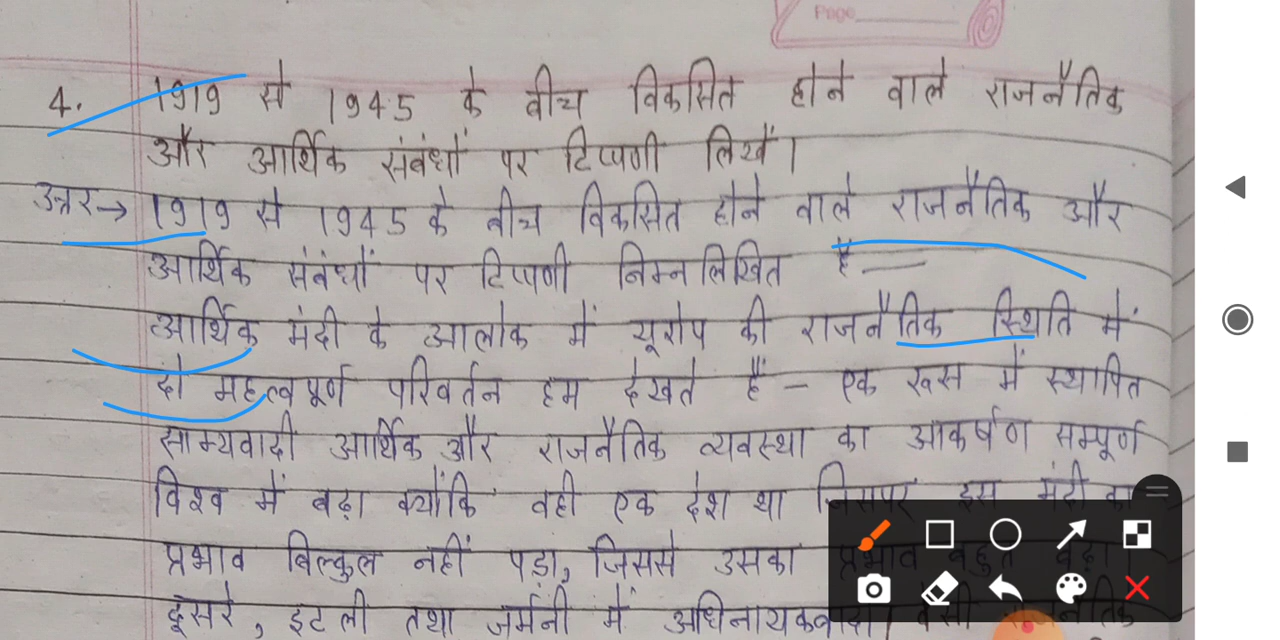 Page
4. 1919 से 1945 के बीच विकसित होने वाले राजनैतिक
और आर्थिक संबंधों पर टिप्पणी लिखें।
उत्तर→ 1919 से 1945 के बीच विकसित होने वाले राजनैतिक और
आर्थिक संबंधों पर टिप्पणी निम्नलिखित है—
आर्थिक मंदी के आलोक में यूरोप की राजनैतिक स्थिति में
दो महत्वपूर्ण परिवर्तन हम देखते हैं – एक रूस में स्थापित
साम्यवादी आर्थिक और राजनैतिक व्यवस्था का आकर्षण सम्पूर्ण
विश्व में बढ़ा क्योंकि वही एक देश था जिसपर इस मंदी का
प्रभाव बिल्कुल नहीं पड़ा, जिससे उसका प्रभाव बहुत बढ़ा।
दूसरे, इटली तथा जर्मनी में अधिनायकवादी